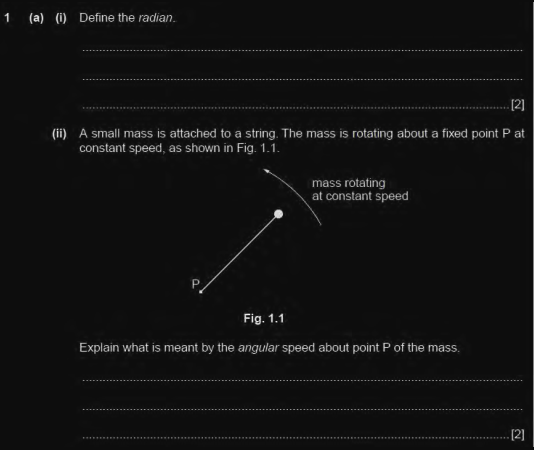 1 (a) (i) Define the radian.
[2]
(ii) A small mass is attached to a string. The mass is rotating about a fixed point P at
constant speed, as shown in Fig. 1.1.
mass rotating
at constant speed
P
Fig. 1.1
Explain what is meant by the angular speed about point P of the mass.
[2]